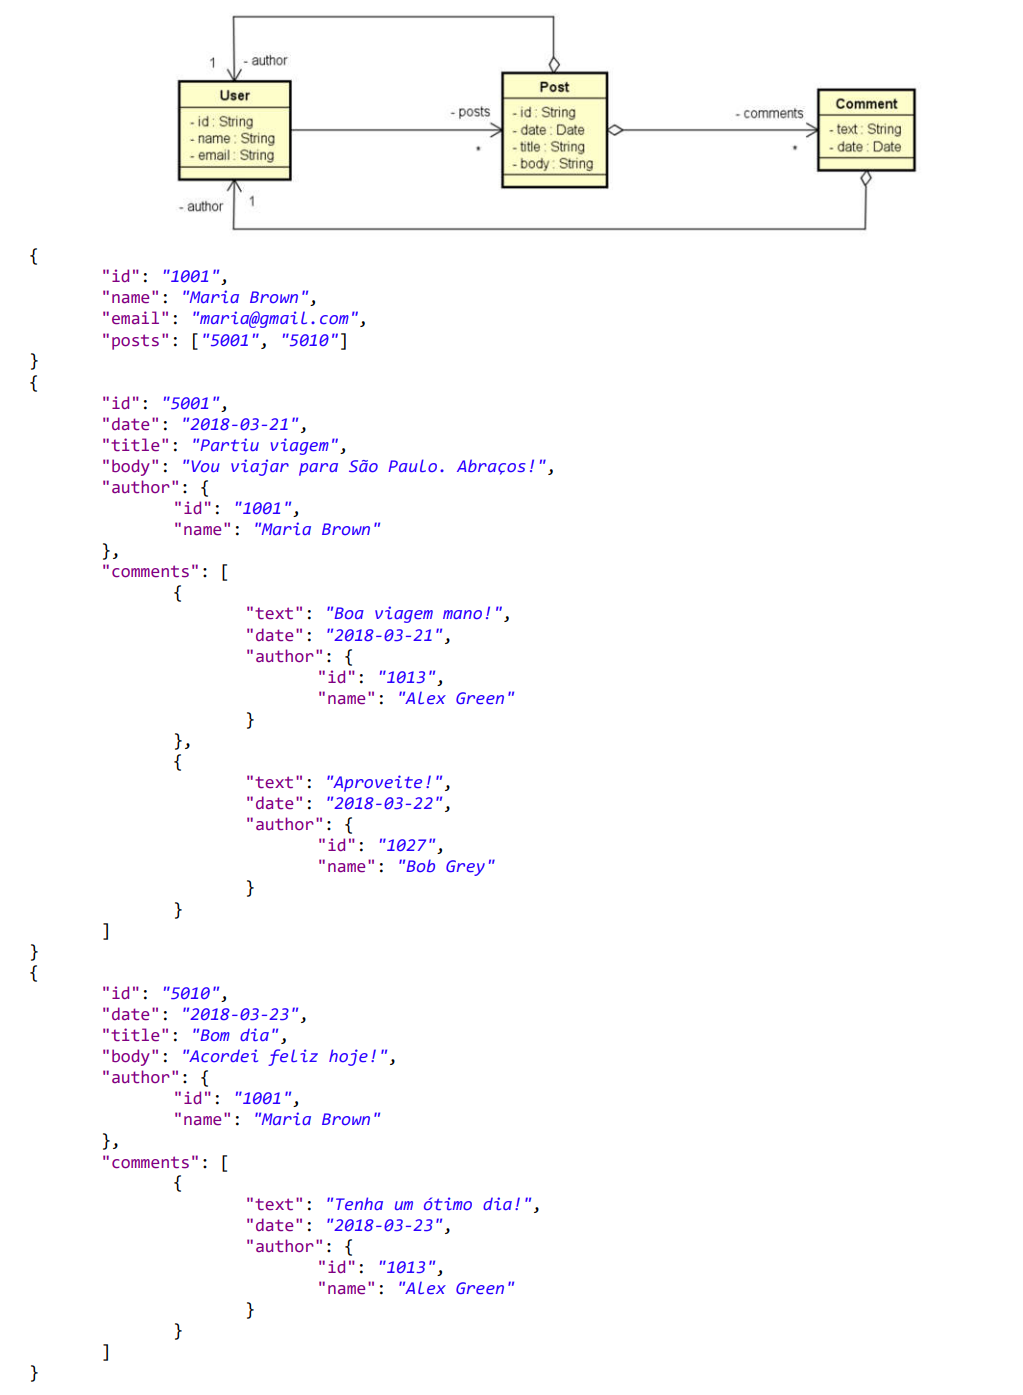 1 - author
User
- id : String
- name : String
- email : String
- posts
*
Post
- id : String
- date : Date
- title : String
- body : String
- comments
*
Comment
- text : String
- date : Date
- author 1
{
"id": "1001",
"name": "Maria Brown",
"email": "maria@gmail.com",
"posts": ["5001", "5010"]
}
{
"id": "5001",
"date": "2018-03-21",
"title": "Partiu viagem",
"body": "Vou viajar para São Paulo. Abraços!",
"author": {
"id": "1001",
"name": "Maria Brown"
},
"comments": [
{
"text": "Boa viagem mano!",
"date": "2018-03-21",
"author": {
"id": "1013",
"name": "Alex Green"
}
},
{
"text": "Aproveite!",
"date": "2018-03-22",
"author": {
"id": "1027",
"name": "Bob Grey"
}
}
]
}
{
"id": "5010",
"date": "2018-03-23",
"title": "Bom dia",
"body": "Acordei feliz hoje!",
"author": {
"id": "1001",
"name": "Maria Brown"
},
"comments": [
{
"text": "Tenha um ótimo dia!",
"date": "2018-03-23",
"author": {
"id": "1013",
"name": "Alex Green"
}
}
]
}